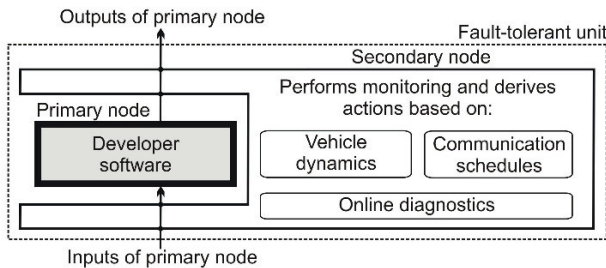 Outputs of primary node
Fault-tolerant unit
Secondary node
Performs monitoring and derives
actions based on:
Primary node
Developer
software
Vehicle
dynamics
Communication
schedules
Online diagnostics
Inputs of primary node